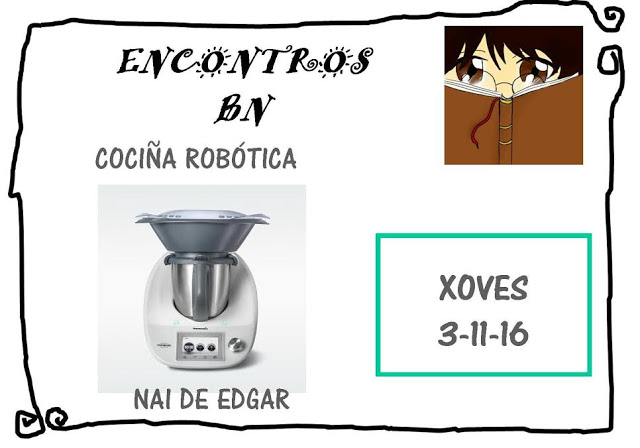 ENCONTROS
BN
COCIÑA ROBÓTICA
XOVES
3-11-16
NAI DE EDGAR